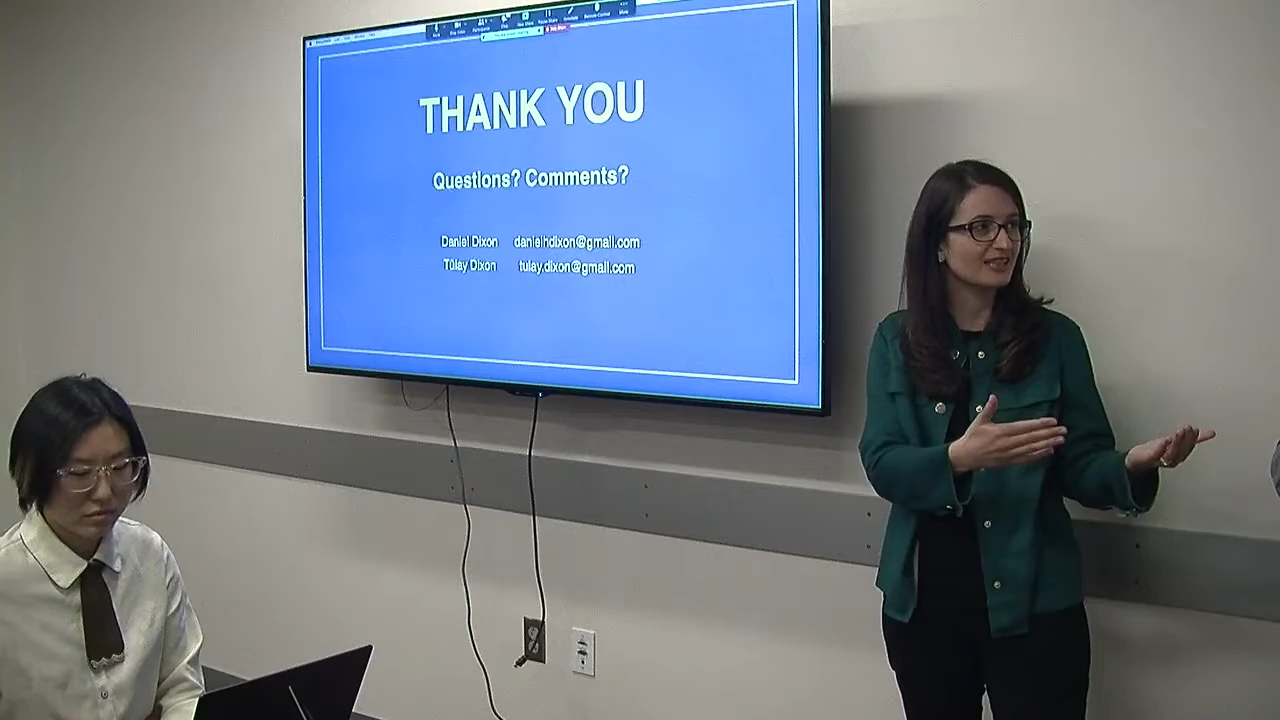 THANK YOU
Questions? Comments?
Daniel Dixon danielhdixon@gmail.com
Tülay Dixon tulay.dixon@gmail.com